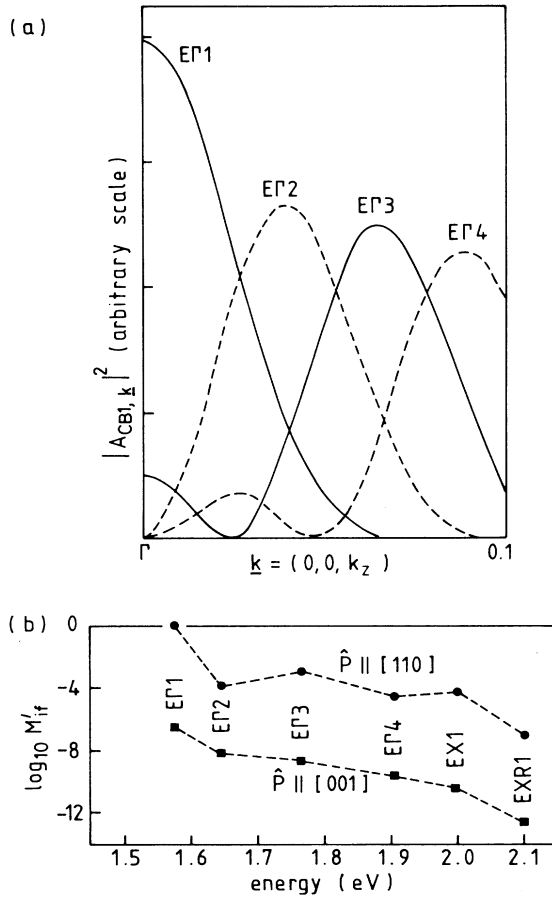 (a)
|A_CB1,k|² (arbitrary scale)
EΓ1
EΓ2
EΓ3
EΓ4
Γ
0.1
k = (0,0, k_z)
(b)
log₁₀ M'_if
0
-4
-8
-12
P̂ || [110]
P̂ || [001]
EΓ1
EΓ2
EΓ3
EΓ4
EX1
EXR1
1.5 1.6 1.7 1.8 1.9 2.0 2.1
energy (eV)